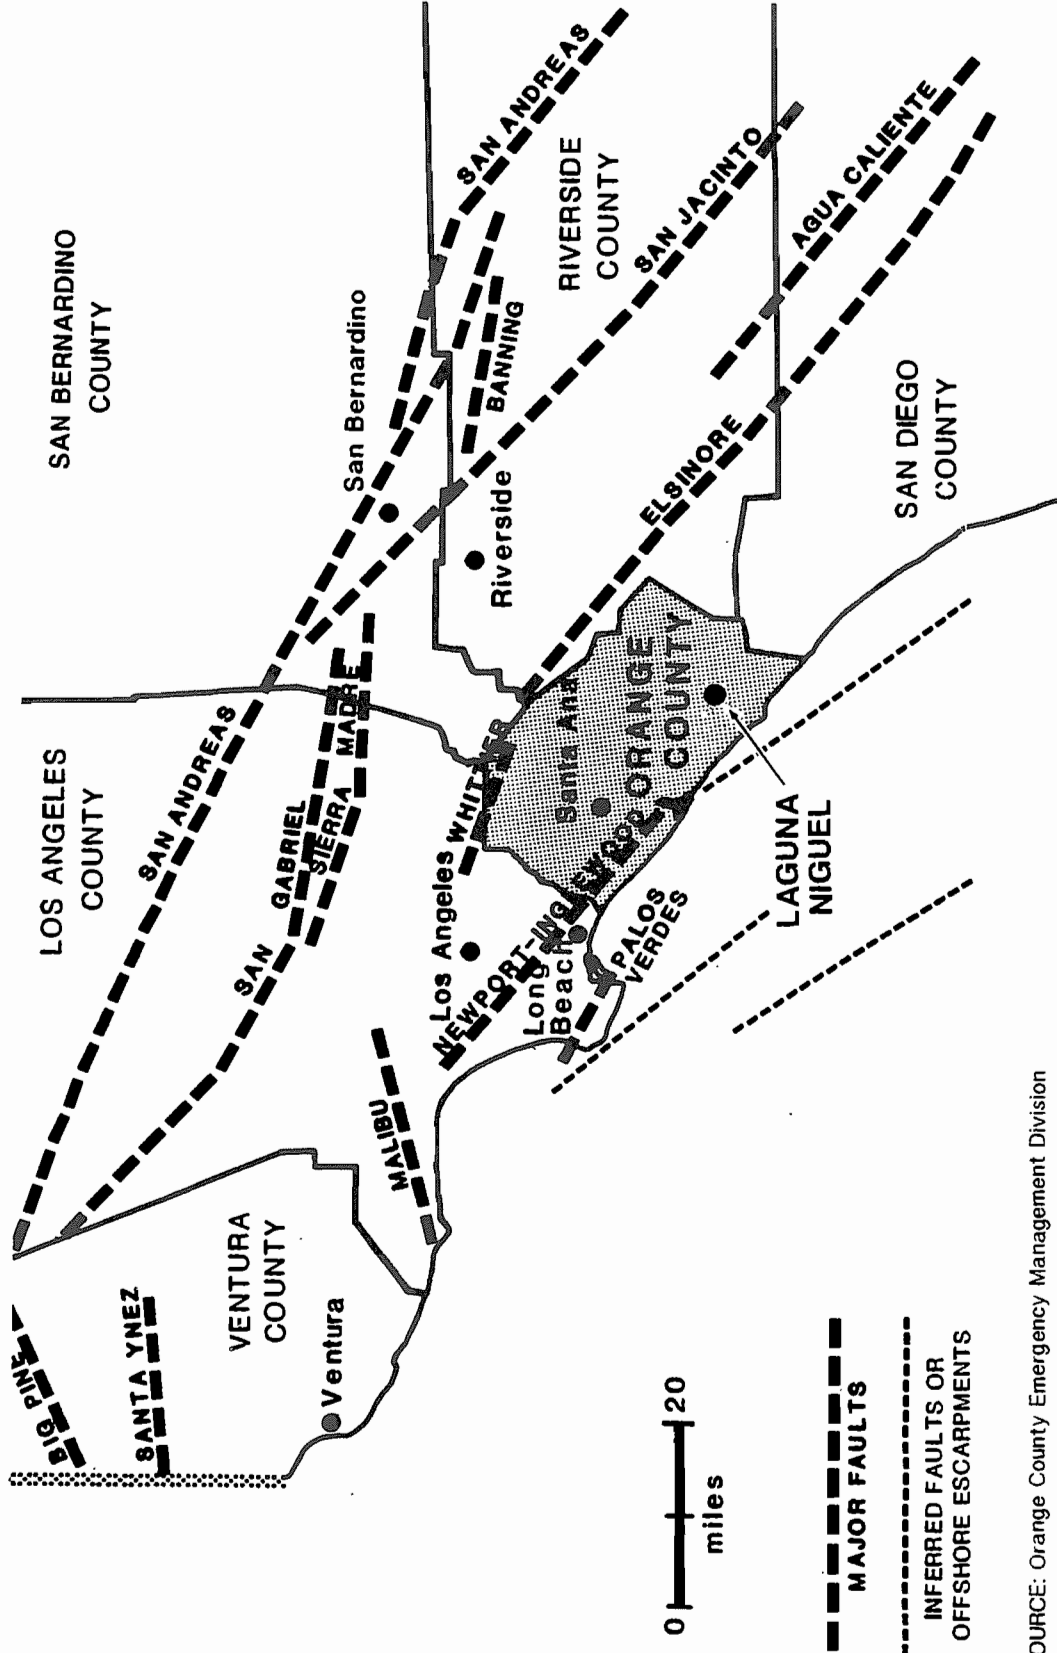 BIG PINE
SANTA YNEZ
VENTURA
COUNTY
Ventura
LOS ANGELES
COUNTY
SAN ANDREAS
SAN GABRIEL
SIERRA MADRE
MALIBU
Los Angeles
WHITTIER
NEWPORT-INGLEWOOD
Long
Beach
PALOS
VERDES
SAN BERNARDINO
COUNTY
San Bernardino
SAN ANDREAS
BANNING
Riverside
RIVERSIDE
COUNTY
SAN JACINTO
AGUA CALIENTE
ELSINORE
SAN DIEGO
COUNTY
Santa Ana
ORANGE
COUNTY
LAGUNA
NIGUEL
0 20
miles
MAJOR FAULTS
INFERRED FAULTS OR
OFFSHORE ESCARPMENTS
OURCE: Orange County Emergency Management Division